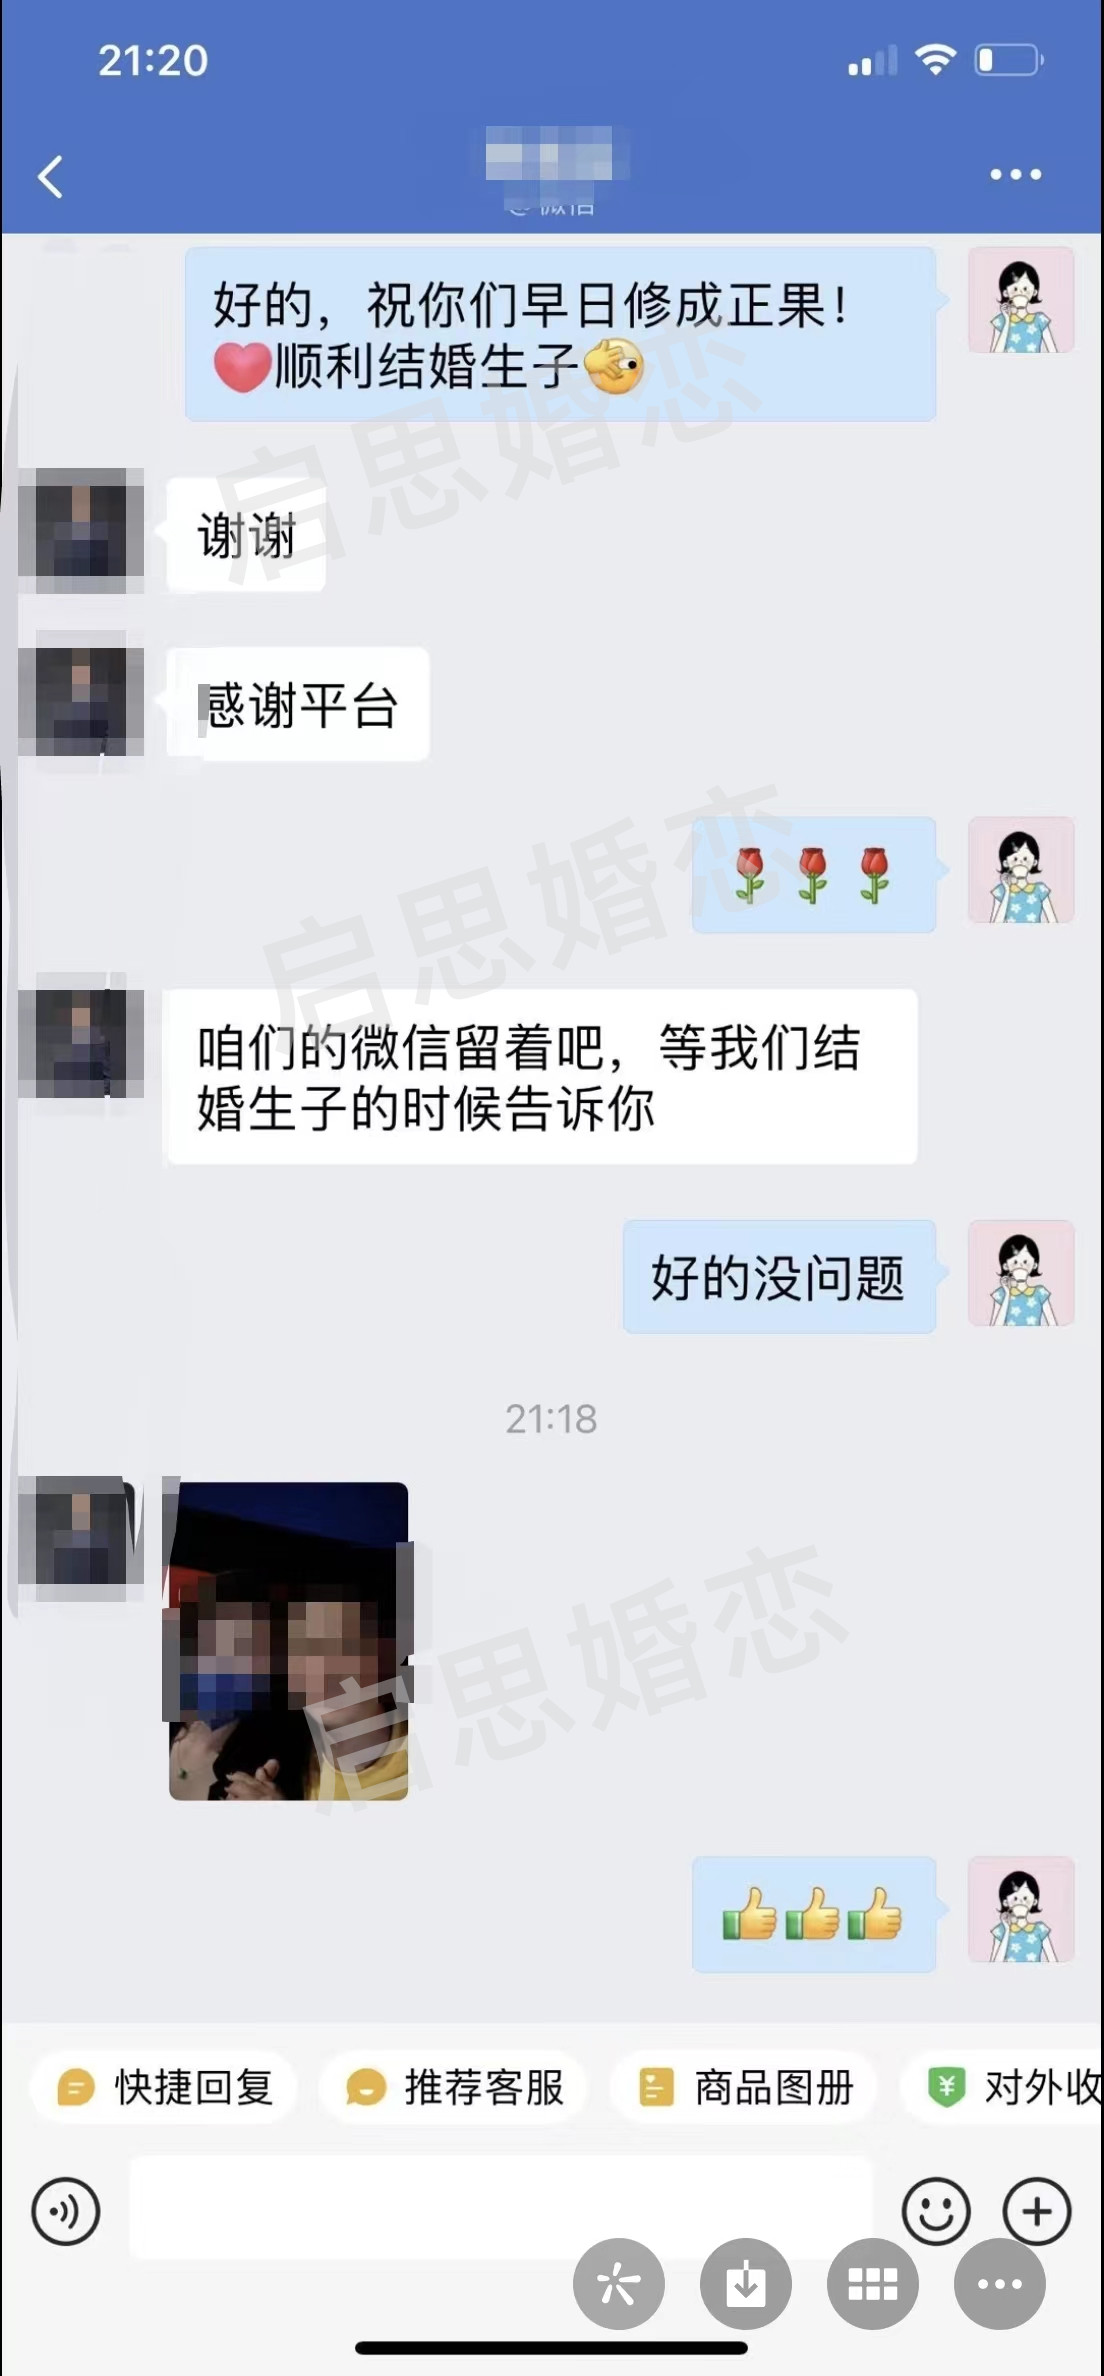 21:20
@微信
好的，祝你们早日修成正果！
❤️顺利结婚生子🫣
谢谢
感谢平台
🌹🌹🌹
咱们的微信留着吧，等我们结
婚生子的时候告诉你
好的没问题
21:18
👍👍👍
快捷回复 推荐客服 商品图册 对外收
启思婚恋
启思婚恋
启思婚恋